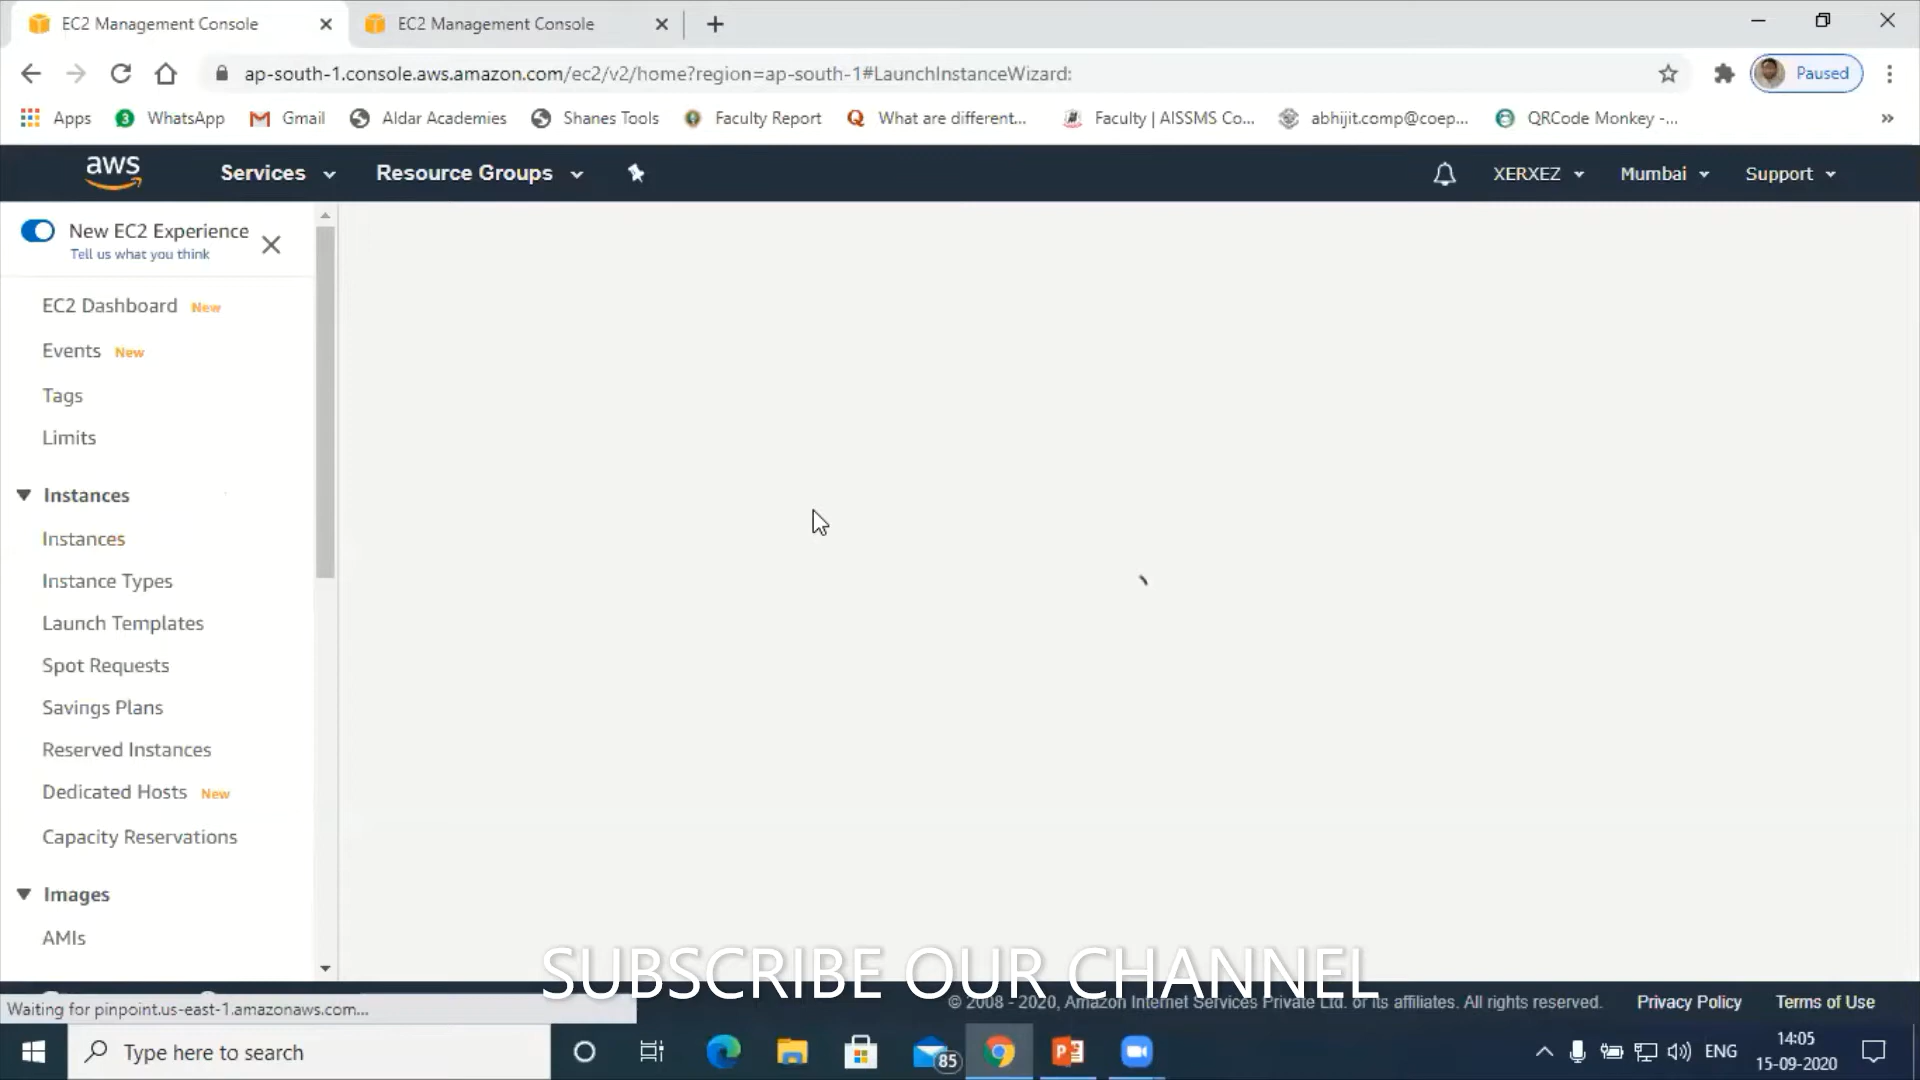 EC2 Management Console
EC2 Management Console
ap-south-1.console.aws.amazon.com/ec2/v2/home?region=ap-south-1#LaunchInstanceWizard:
Paused
Apps
3
WhatsApp
Gmail
Aldar Academies
Shanes Tools
Faculty Report
What are different...
Faculty | AISSMS Co...
abhijit.comp@coep...
QRCode Monkey -...
»
aws
Services
Resource Groups
XERXEZ
Mumbai
Support
New EC2 Experience
Tell us what you think
EC2 Dashboard New
Events New
Tags
Limits
Instances
Instances
Instance Types
Launch Templates
Spot Requests
Savings Plans
Reserved Instances
Dedicated Hosts New
Capacity Reservations
Images
AMIs
SUBSCRIBE OUR CHANNEL
Waiting for pinpoint.us-east-1.amazonaws.com...
© 2008 - 2020, Amazon Internet Services Private Ltd. or its affiliates. All rights reserved.
Privacy Policy
Terms of Use
Type here to search
85
ENG
14:05
15-09-2020